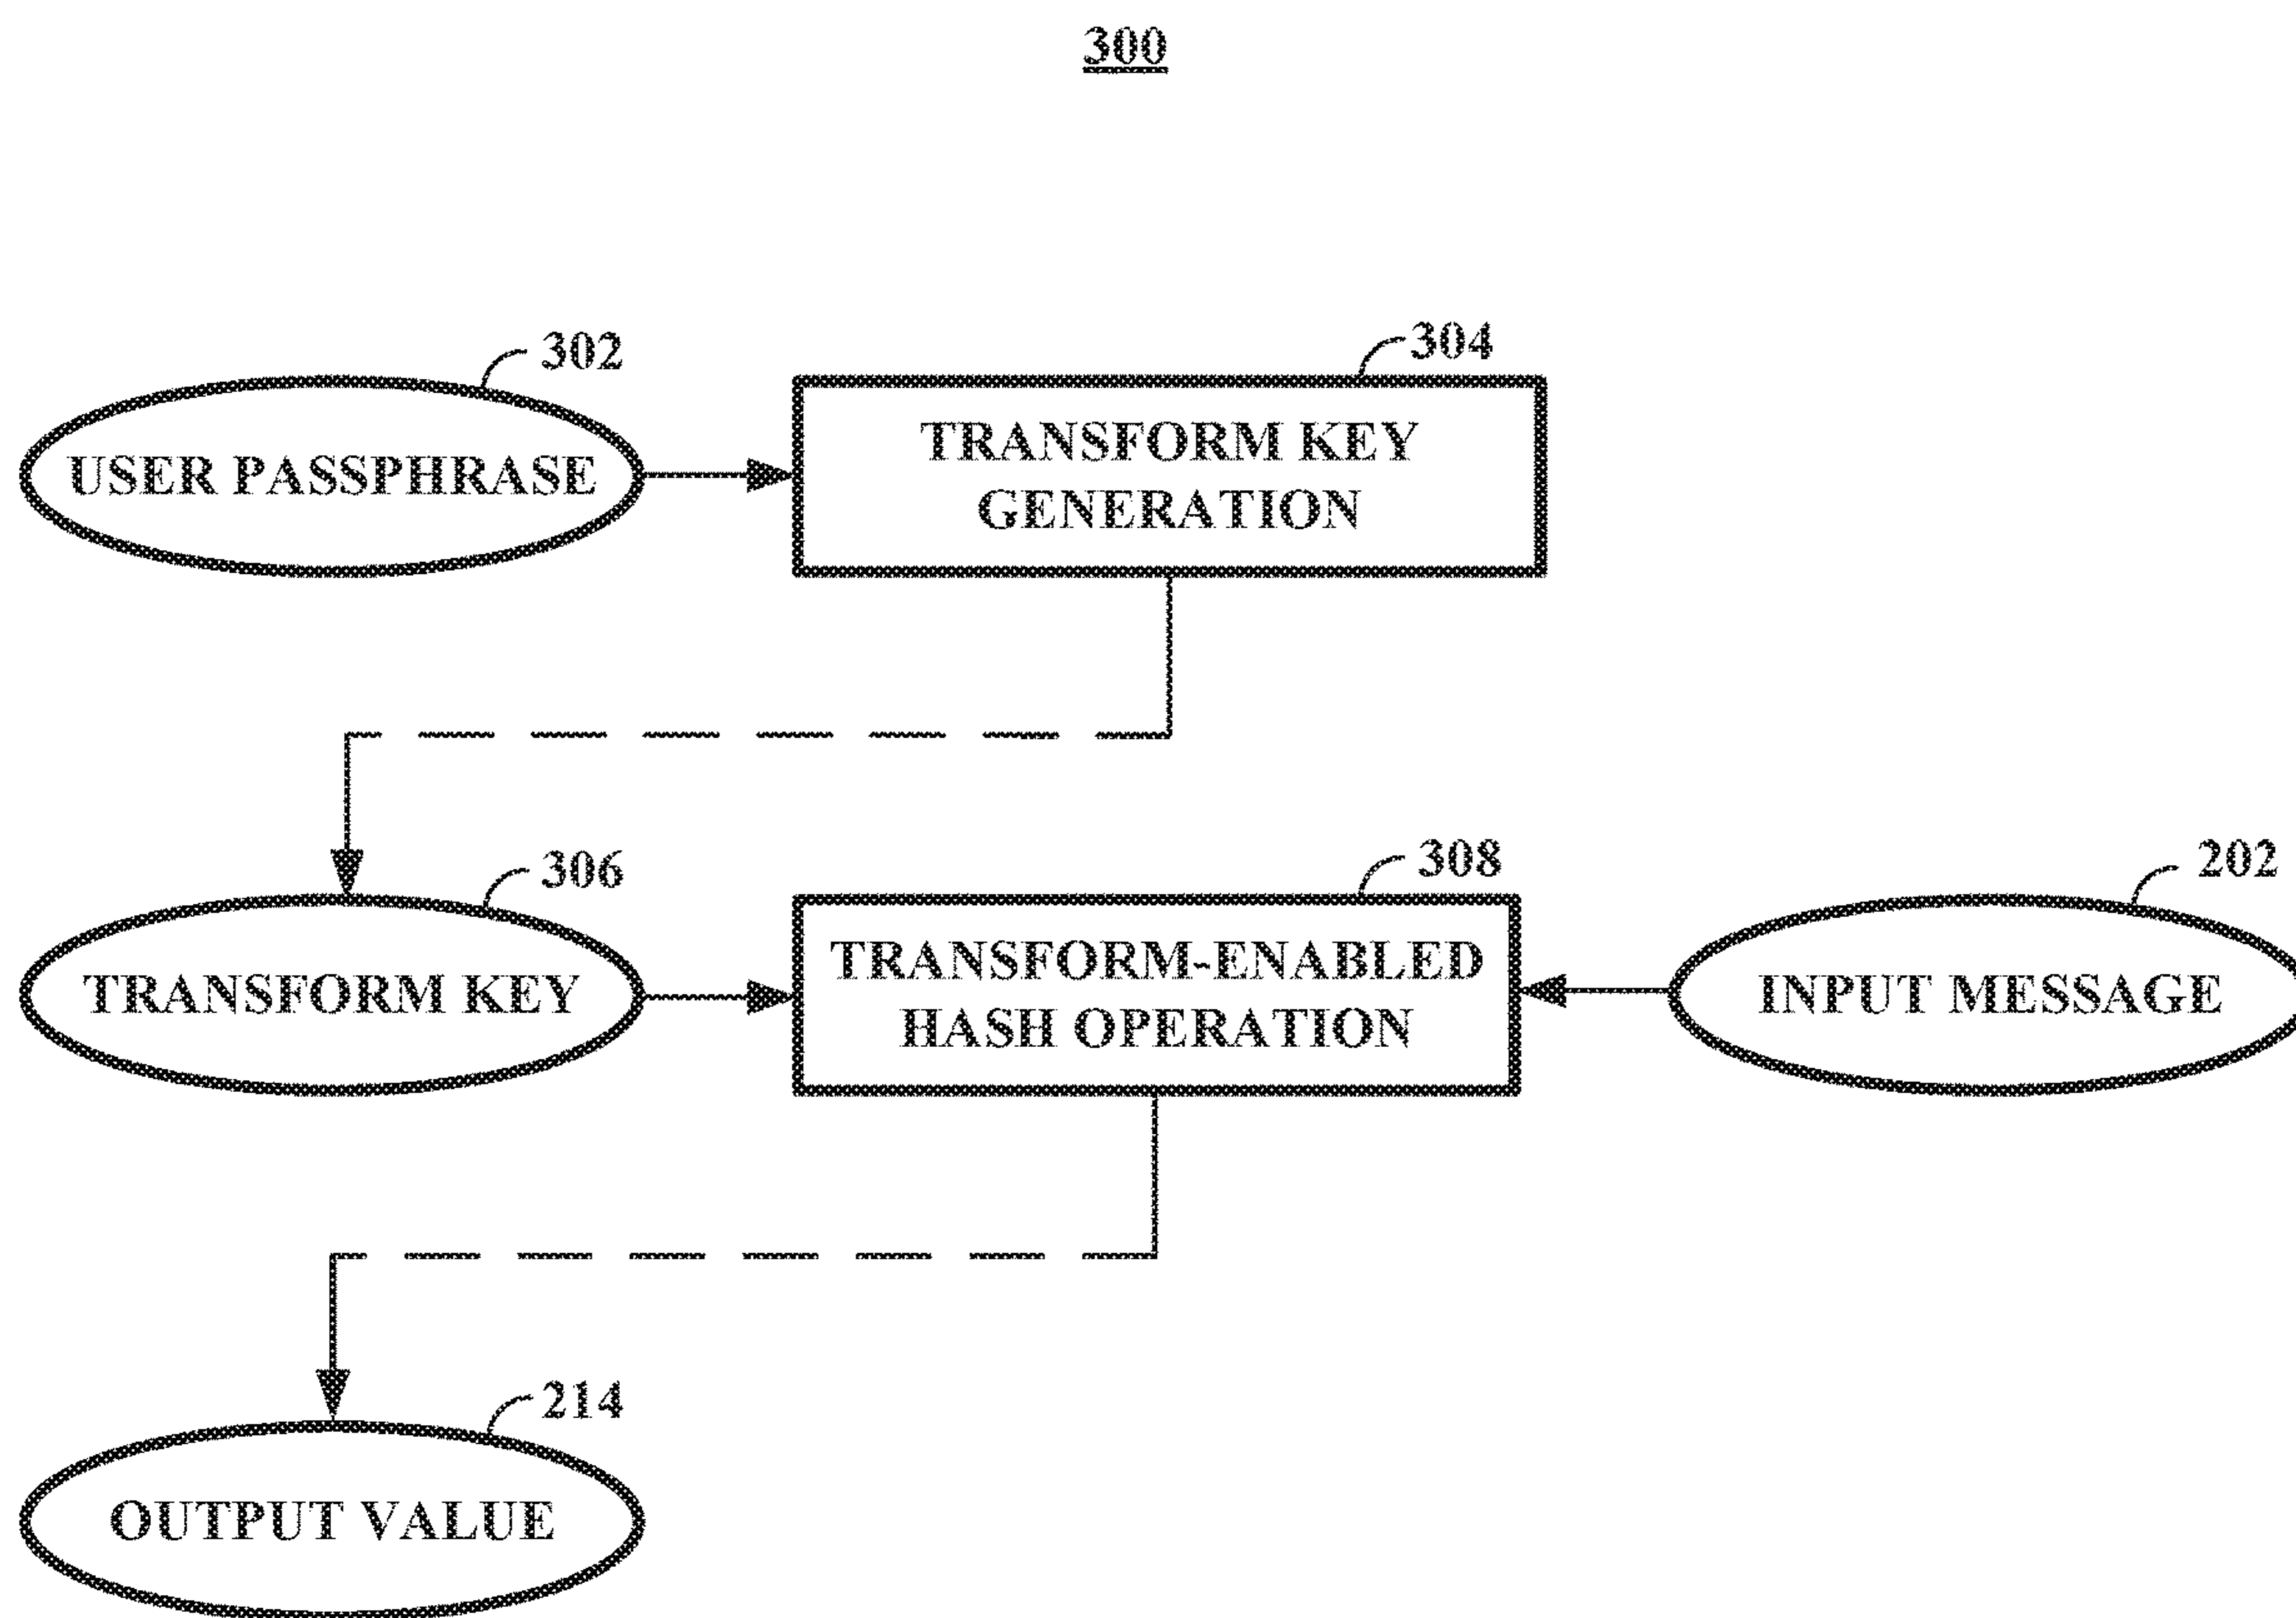 300
302
304
USER PASSPHRASE
TRANSFORM KEY
GENERATION
306
308
202
TRANSFORM KEY
TRANSFORM-ENABLED
HASH OPERATION
INPUT MESSAGE
214
OUTPUT VALUE